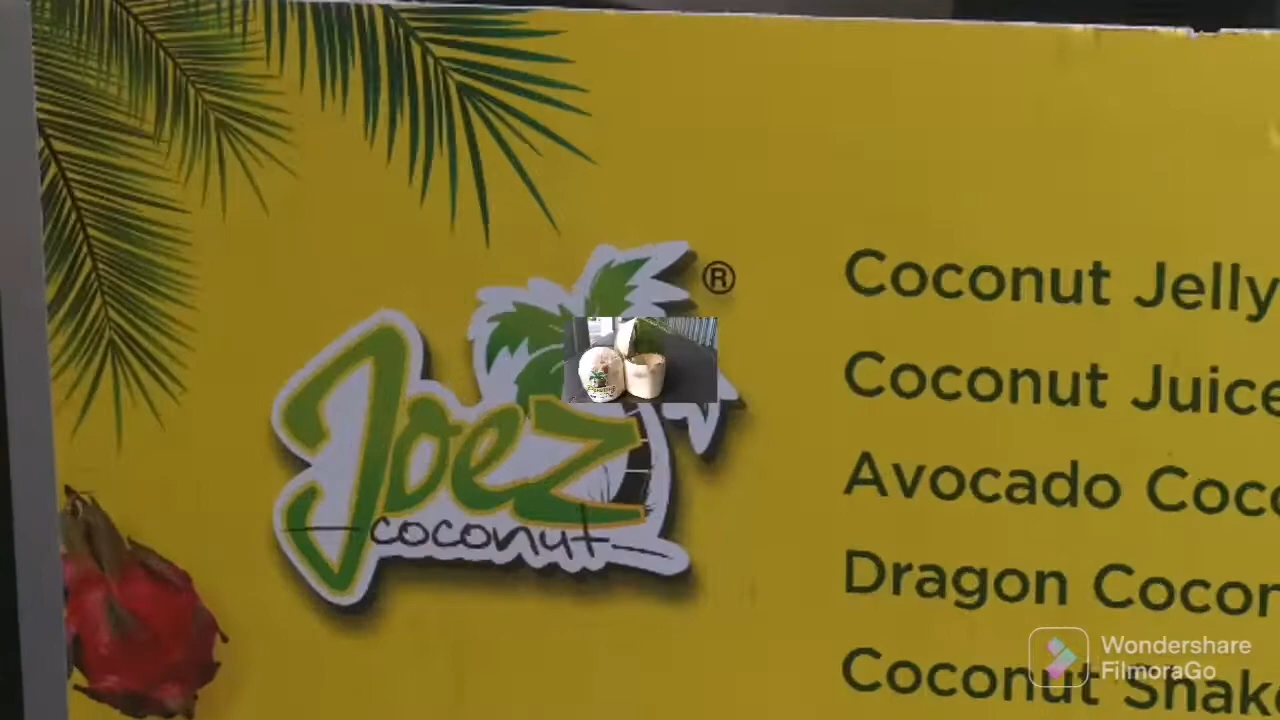 Joez
coconut
®
Coconut Jelly
Coconut Juice
Avocado Coco
Dragon Cocon
Coconut Shake
Wondershare
FilmoraGo